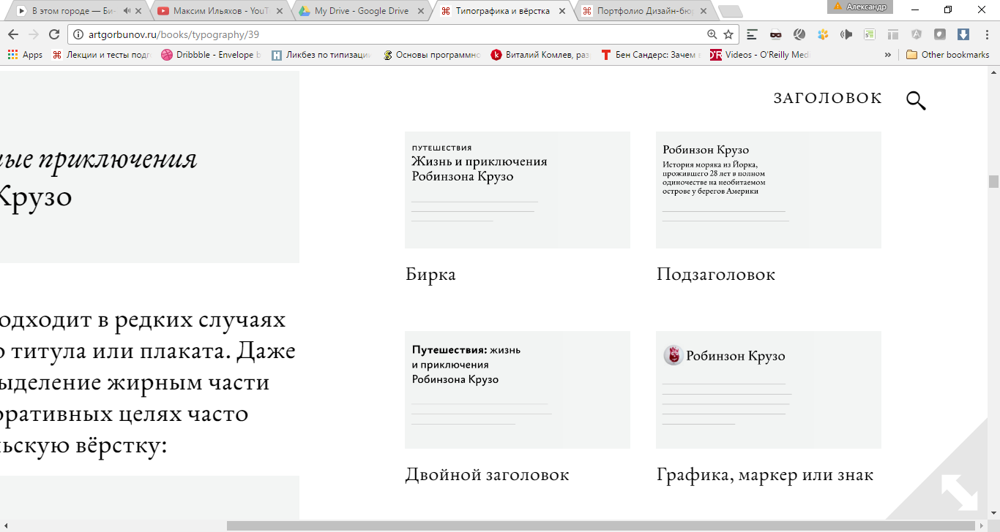 В этом городе — Би-
Максим Ильяхов - YouT
My Drive - Google Drive
Типографика и вёрстка
Портфолио Дизайн-бю
Александр
artgorbunov.ru/books/typography/39
Apps
Лекции и тесты подг
Dribbble - Envelope b
Ликбез по типизаци
Основы программно
Виталий Комлев, раз
Бен Сандерс: Зачем
Videos - O'Reilly Med
Other bookmarks
ЗАГОЛОВОК
ные приключения
Крузо
одходит в редких случаях
о титула или плаката. Даже
ыделение жирным части
оративных целях часто
льскую вёрстку:
ПУТЕШЕСТВИЯ
Жизнь и приключения
Робинзона Крузо
Бирка
Робинзон Крузо
История моряка из Йорка,
прожившего 28 лет в полном
одиночестве на необитаемом
острове у берегов Америки
Подзаголовок
Путешествия: жизнь
и приключения
Робинзона Крузо
Двойной заголовок
Робинзон Крузо
Графика, маркер или знак